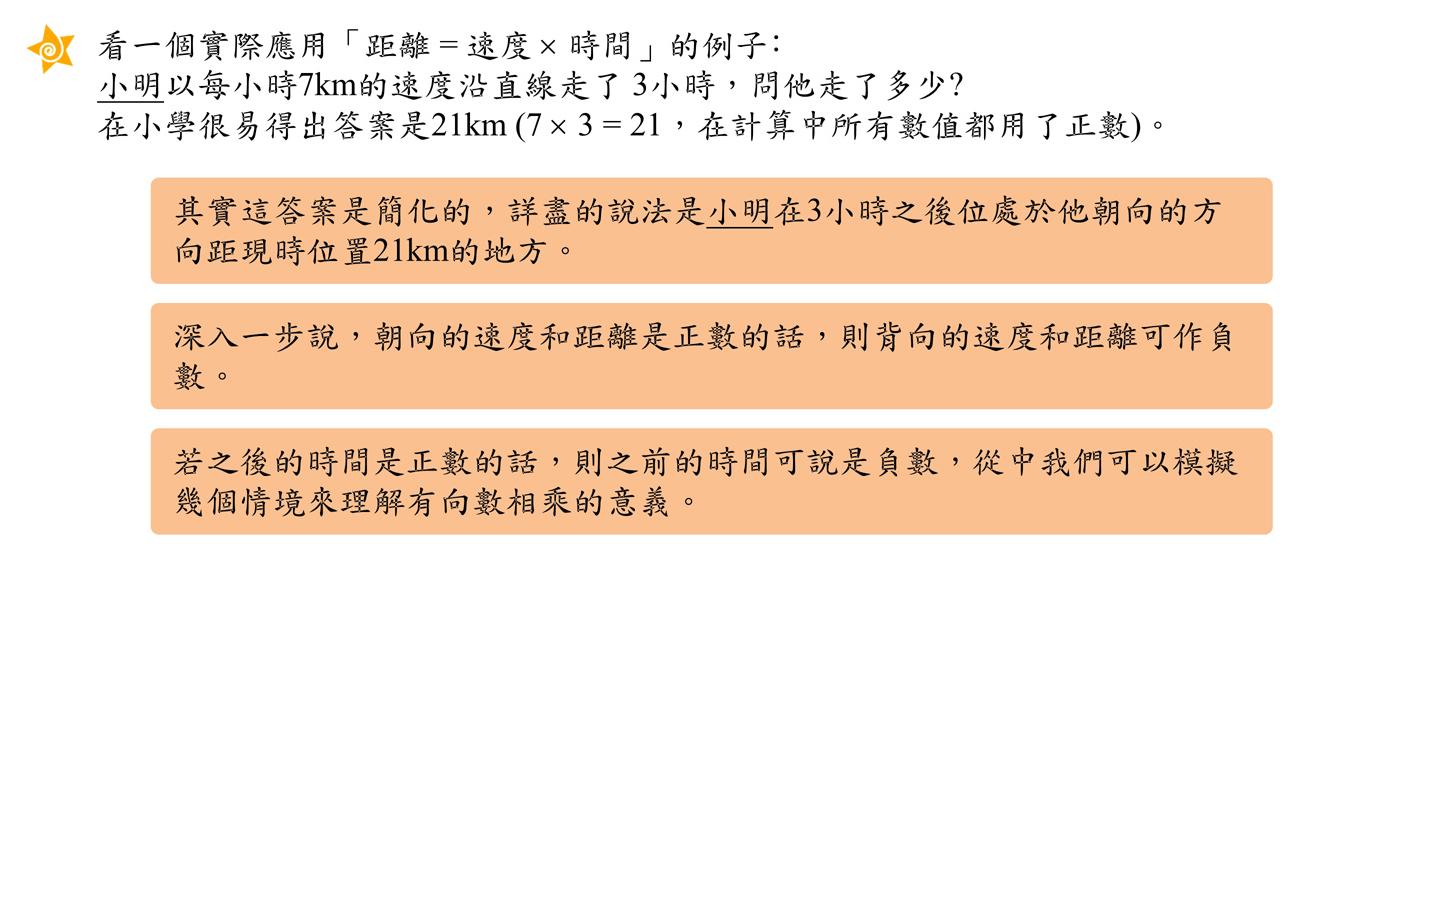 看一個實際應用「距離 = 速度 × 時間」的例子：
小明以每小時7km的速度沿直線走了 3小時，問他走了多少?
在小學很易得出答案是21km (7 × 3 = 21，在計算中所有數值都用了正數)。
其實這答案是簡化的，詳盡的說法是小明在3小時之後位處於他朝向的方
向距現時位置21km的地方。
深入一步說，朝向的速度和距離是正數的話，則背向的速度和距離可作負
數。
若之後的時間是正數的話，則之前的時間可說是負數，從中我們可以模擬
幾個情境來理解有向數相乘的意義。